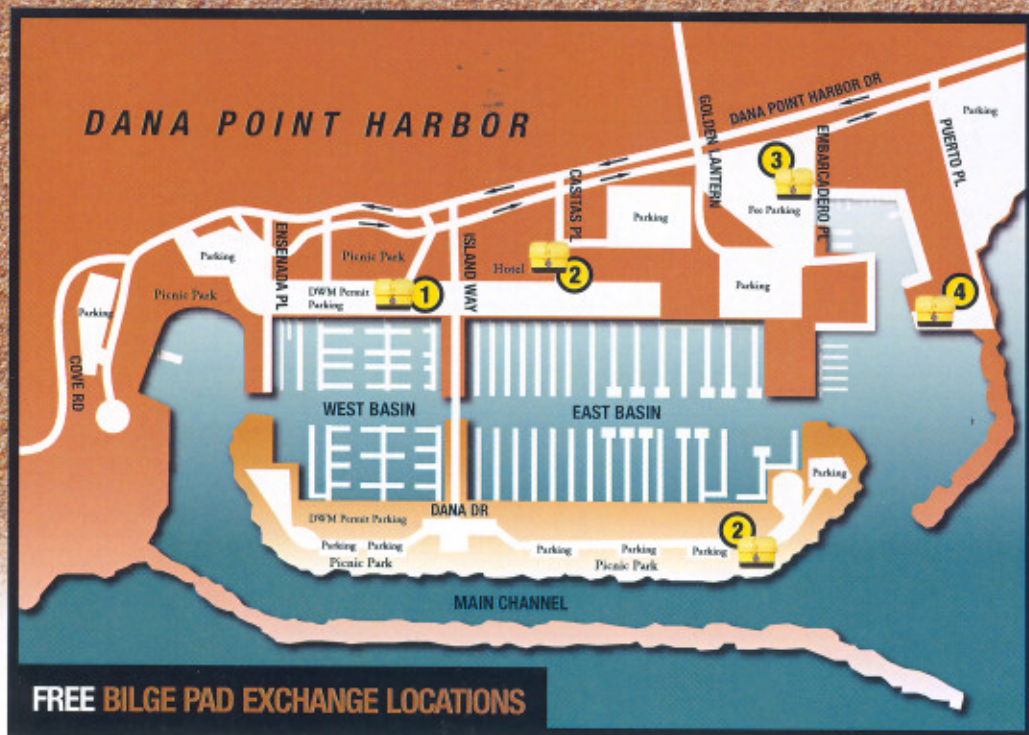 DANA POINT HARBOR
GOLDEN LANTERN
DANA POINT HARBOR DR
EMBARCADERO PL
PUERTO PL
Parking
3
Fee Parking
CASITAS PL
Parking
ENSENADA PL
Parking
Picnic Park
ISLAND WAY
Hotel
2
Parking
4
Picnic Park
DWM Permit
Parking
1
Parking
COVE RD
WEST BASIN
EAST BASIN
Parking
DANA DR
DWM Permit Parking
2
Parking
Parking
Parking
Parking
Parking
Picnic Park
Picnic Park
MAIN CHANNEL
FREE BILGE PAD EXCHANGE LOCATIONS